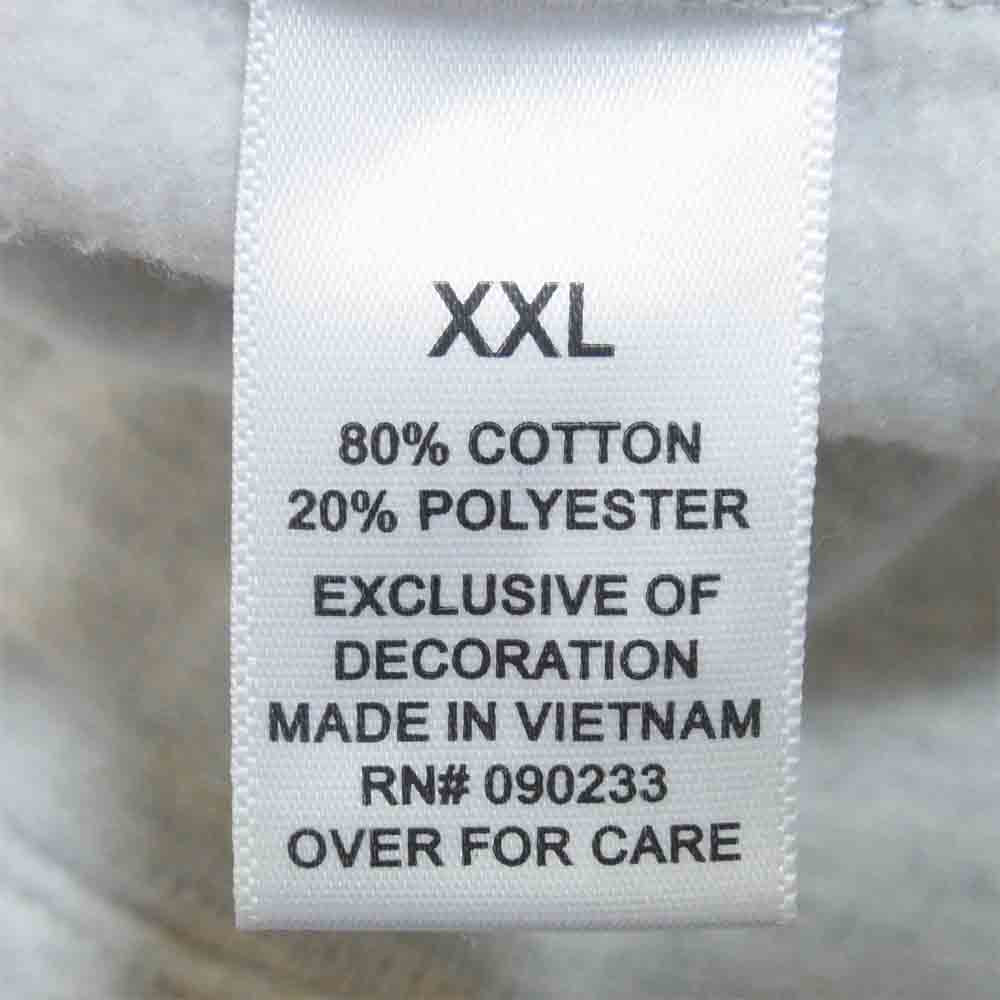 XXL
80% COTTON
20% POLYESTER
EXCLUSIVE OF
DECORATION
MADE IN VIETNAM
RN# 090233
OVER FOR CARE